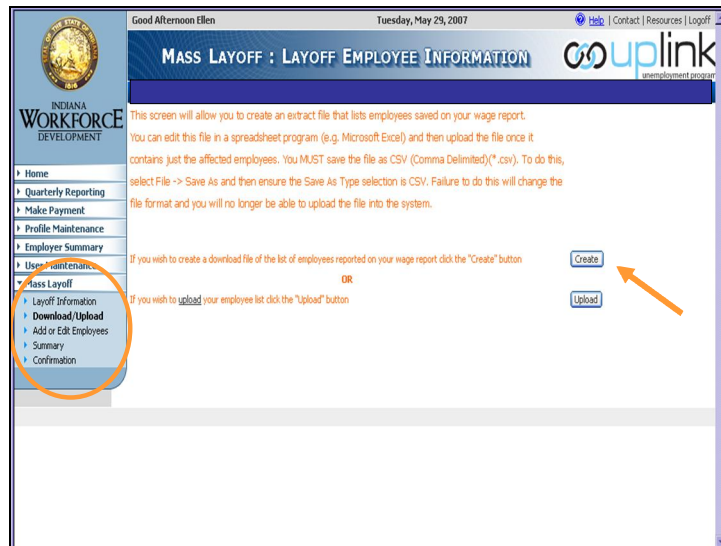 Good Afternoon Ellen Tuesday, May 29, 2007 Help | Contact | Resources | Logoff
MASS LAYOFF : LAYOFF EMPLOYEE INFORMATION
uplink
unemployment program
1816
INDIANA
WORKFORCE
DEVELOPMENT
Home
Quarterly Reporting
Make Payment
Profile Maintenance
Employer Summary
User Maintenance
Mass Layoff
Layoff Information
Download/Upload
Add or Edit Employees
Summary
Confirmation
This screen will allow you to create an extract file that lists employees saved on your wage report.
You can edit this file in a spreadsheet program (e.g. Microsoft Excel) and then upload the file once it
contains just the affected employees. You MUST save the file as CSV (Comma Delimited)(*.csv). To do this,
select File -> Save As and then ensure the Save As Type selection is CSV. Failure to do this will change the
file format and you will no longer be able to upload the file into the system.
If you wish to create a download file of the list of employees reported on your wage report click the "Create" button Create
OR
If you wish to upload your employee list click the "Upload" button Upload